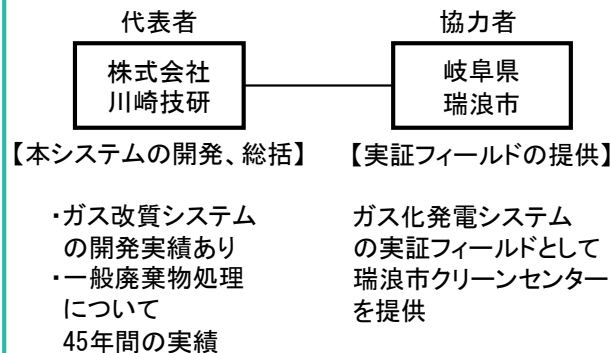 代表者
株式会社
川崎技研
【本システムの開発、総括】
・ガス改質システム
の開発実績あり
・一般廃棄物処理
について
45年間の実績
協力者
岐阜県
瑞浪市
【実証フィールドの提供】
ガス化発電システム
の実証フィールドとして
瑞浪市クリーンセンター
を提供